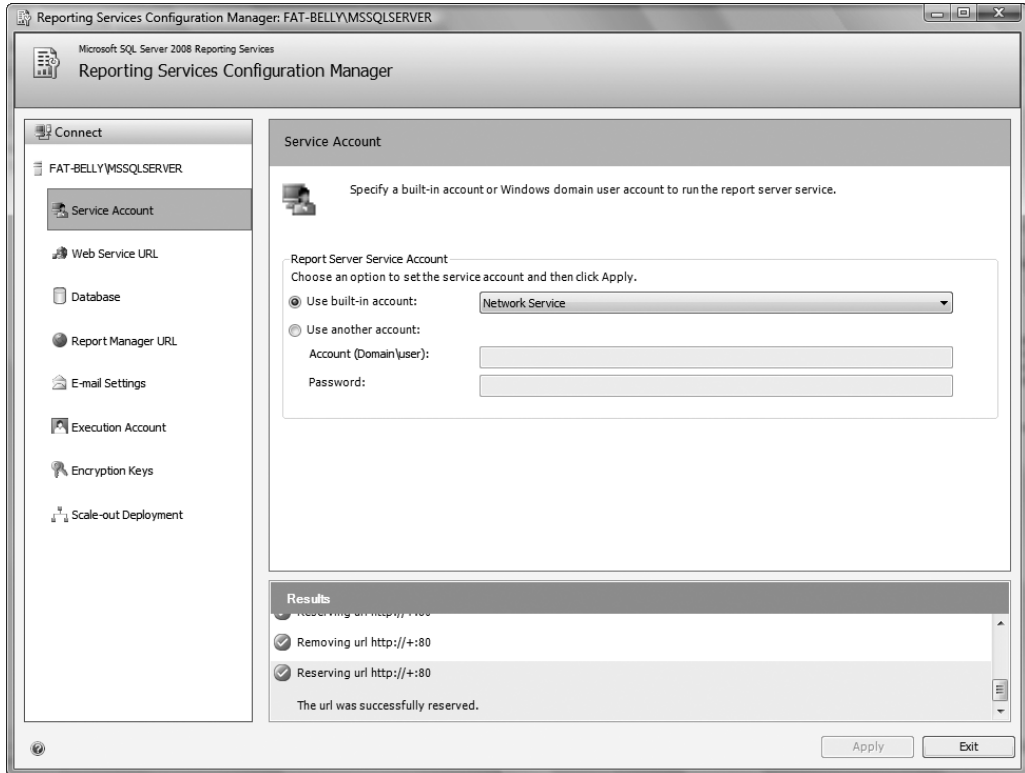 Reporting Services Configuration Manager: FAT-BELLY\MSSQLSERVER
Microsoft SQL Server 2008 Reporting Services
Reporting Services Configuration Manager
Connect
FAT-BELLY\MSSQLSERVER
Service Account
Web Service URL
Database
Report Manager URL
E-mail Settings
Execution Account
Encryption Keys
Scale-out Deployment
Service Account
Specify a built-in account or Windows domain user account to run the report server service.
Report Server Service Account
Choose an option to set the service account and then click Apply.
Use built-in account:
Network Service
Use another account:
Account (Domain\user):
Password:
Results
Removing url http://+:80
Reserving url http://+:80
The url was successfully reserved.
Apply
Exit